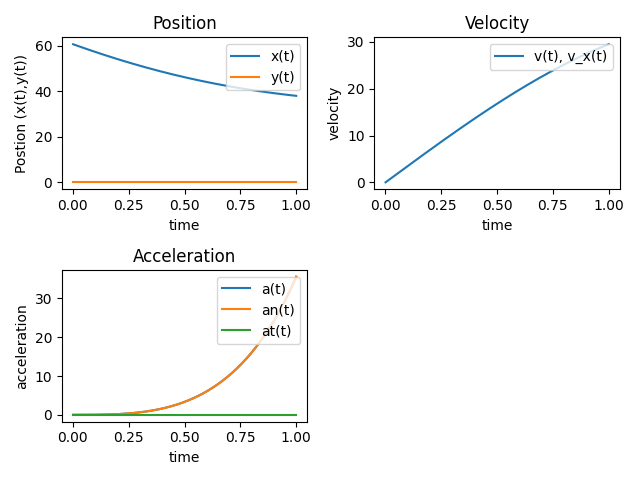 Position
Postion (x(t),y(t))
60
40
20
0
x(t)
y(t)
0.00 0.25 0.50 0.75 1.00
time
Velocity
velocity
30
20
10
0
v(t), v_x(t)
0.00 0.25 0.50 0.75 1.00
time
Acceleration
acceleration
30
20
10
0
a(t)
an(t)
at(t)
0.00 0.25 0.50 0.75 1.00
time